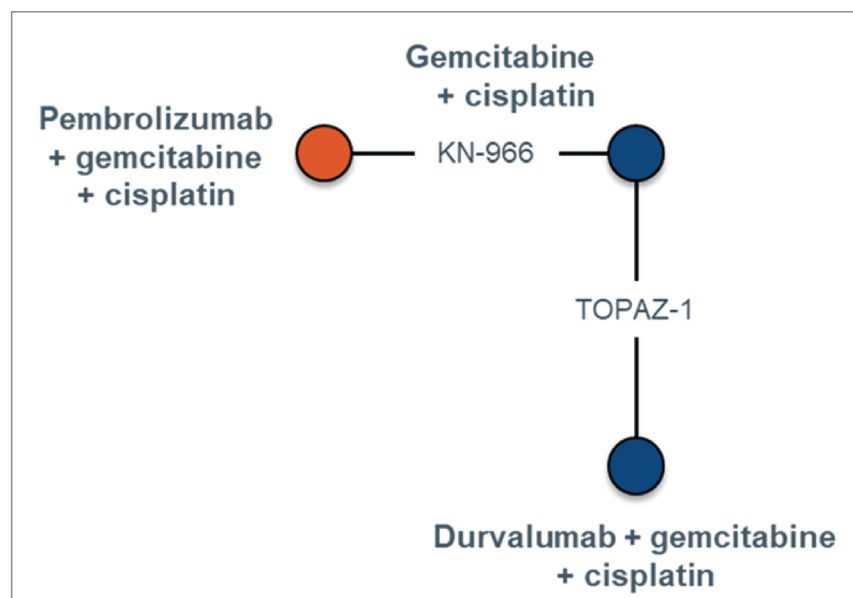 Gemcitabine
+ cisplatin
Pembrolizumab
+ gemcitabine
+ cisplatin
KN-966
TOPAZ-1
Durvalumab + gemcitabine
+ cisplatin